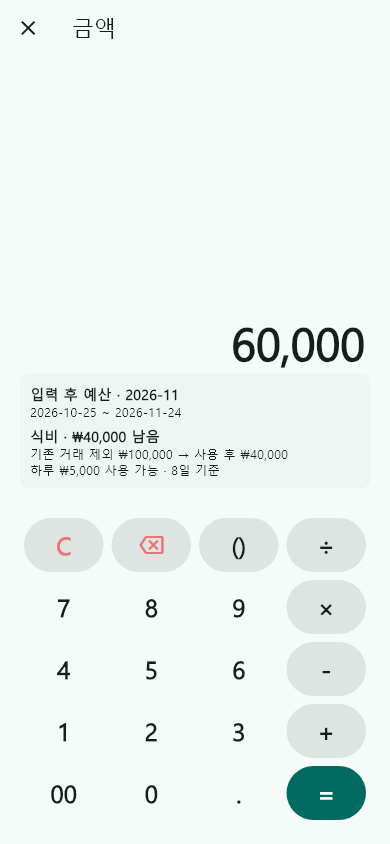 금액
60,000
입력 후 예산 · 2026-11
2026-10-25 ~ 2026-11-24
식비 · ₩40,000 남음
기존 거래 제외 ₩100,000 → 사용 후 ₩40,000
하루 ₩5,000 사용 가능 · 8일 기준
C () ÷
7 8 9 ×
4 5 6 -
1 2 3 +
00 0 . =